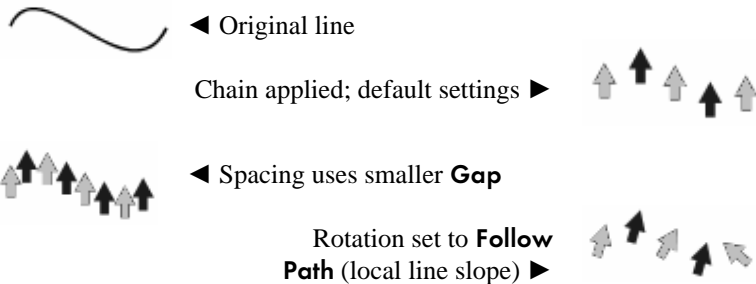 ◄ Original line
Chain applied; default settings ►
◄ Spacing uses smaller Gap
Rotation set to Follow
Path (local line slope) ►